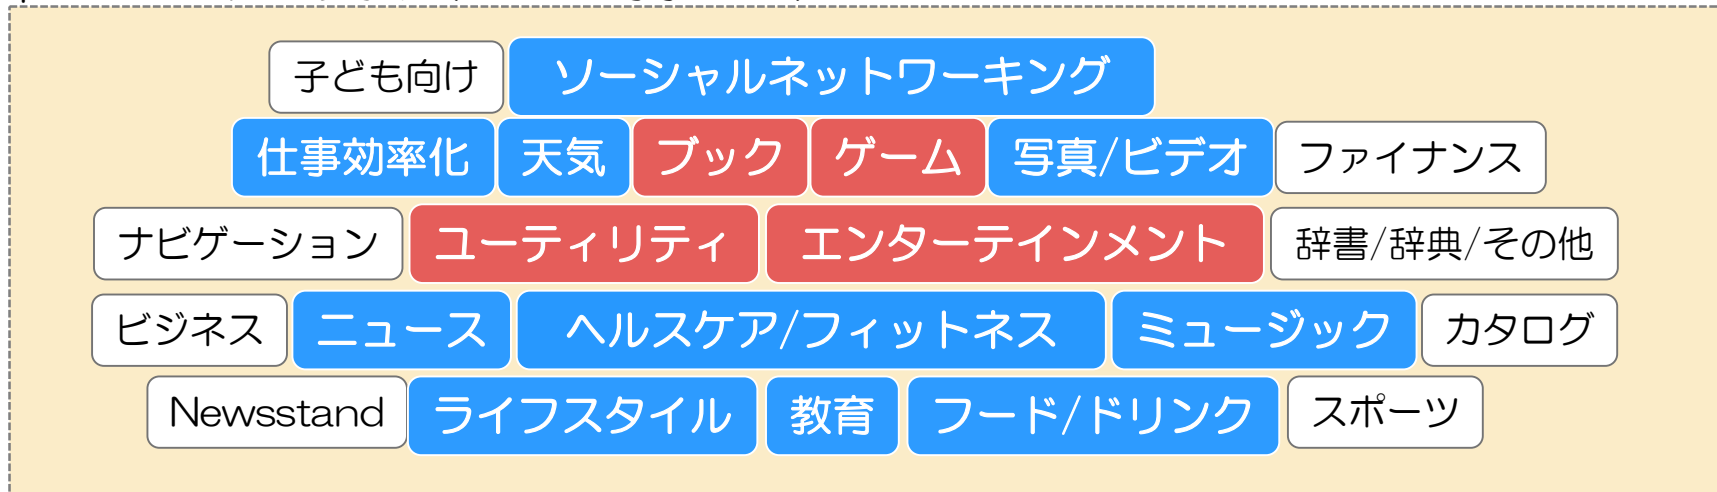 子ども向け ソーシャルネットワーキング
仕事効率化 天気 ブック ゲーム 写真/ビデオ ファイナンス
ナビゲーション ユーティリティ エンターテインメント 辞書/辞典/その他
ビジネス ニュース ヘルスケア/フィットネス ミュージック カタログ
Newsstand ライフスタイル 教育 フード/ドリンク スポーツ